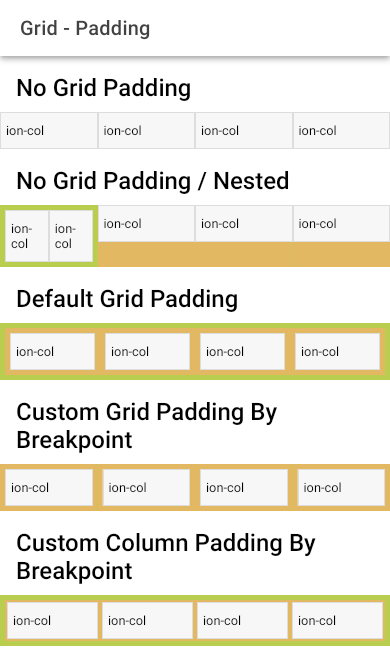 Grid - Padding
No Grid Padding
ion-col ion-col ion-col ion-col
No Grid Padding / Nested
ion-col ion-col ion-col ion-col ion-col
Default Grid Padding
ion-col ion-col ion-col ion-col
Custom Grid Padding By
Breakpoint
ion-col ion-col ion-col ion-col
Custom Column Padding By
Breakpoint
ion-col ion-col ion-col ion-col